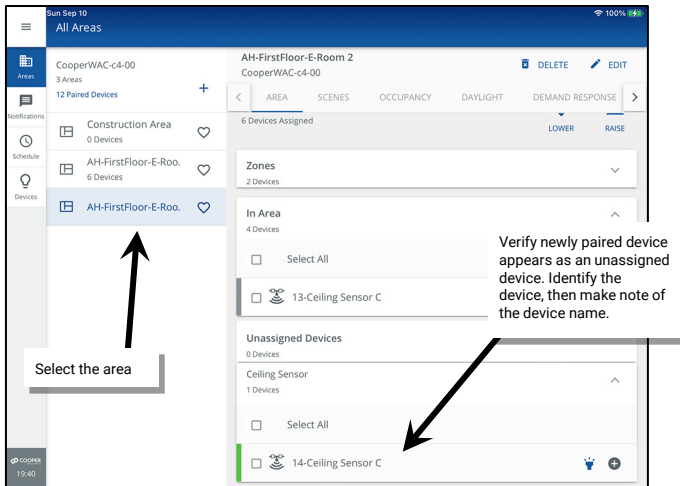 Sun Sep 10
100%
All Areas
Areas
Notifications
Schedule
Devices
COOPER
19:40
CooperWAC-c4-00
3 Areas
12 Paired Devices
+
Construction Area
0 Devices
AH-FirstFloor-E-Roo.
6 Devices
AH-FirstFloor-E-Roo.
Select the area
AH-FirstFloor-E-Room 2
CooperWAC-c4-00
DELETE
EDIT
AREA SCENES OCCUPANCY DAYLIGHT DEMAND RESPONSE
6 Devices Assigned
LOWER RAISE
Zones
2 Devices
In Area
4 Devices
Select All
13-Ceiling Sensor C
Verify newly paired device
appears as an unassigned
device. Identify the
device, then make note of
the device name.
Unassigned Devices
0 Devices
Ceiling Sensor
1 Devices
Select All
14-Ceiling Sensor C